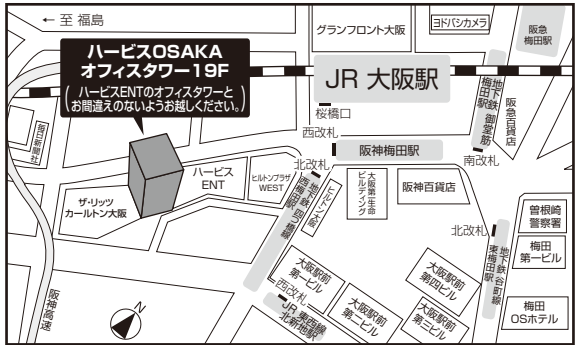 ← 至 福島
ハービスOSAKA
オフィスタワー19F
(ハービスENTのオフィスタワーと
お間違えのないようお越しください。)
グランフロント大阪
ヨドバシカメラ
阪急
梅田駅
JR 大阪駅
地下鉄 御堂筋線
梅田駅
阪急百貨店
桜橋口
西改札
阪神梅田駅
南改札
毎日新聞社
ハービス
ENT
ヒルトンプラザ
WEST
北改札
地下鉄 四つ橋線
西梅田駅
ヒルトン大阪
大阪第一生命
ビルディング
阪神百貨店
ザ・リッツ
カールトン大阪
北改札
地下鉄 谷町線
東梅田駅
曽根崎
警察署
梅田
第一ビル
梅田
OSホテル
大阪駅前
第一ビル
西改札
JR 東西線
北新地駅
大阪駅前
第二ビル
大阪駅前
第四ビル
大阪駅前
第三ビル
阪神高速
N